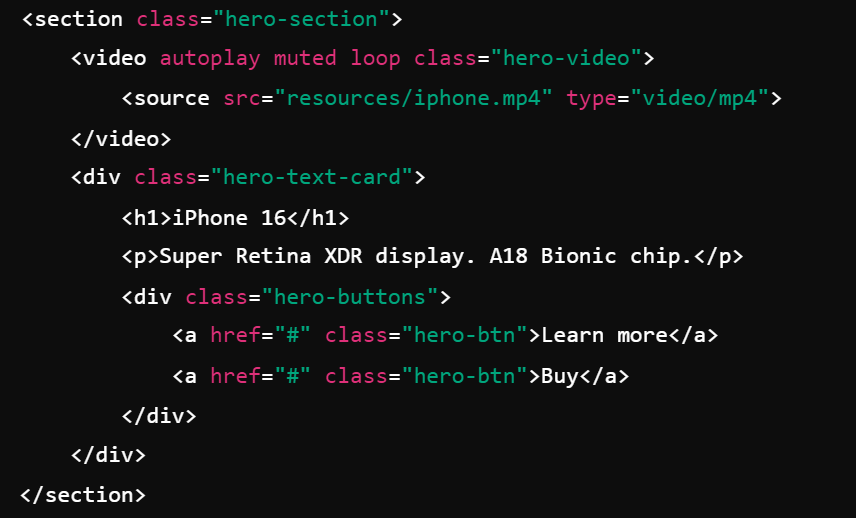 <section class="hero-section">
    <video autoplay muted loop class="hero-video">
        <source src="resources/iphone.mp4" type="video/mp4">
    </video>
    <div class="hero-text-card">
        <h1>iPhone 16</h1>
        <p>Super Retina XDR display. A18 Bionic chip.</p>
        <div class="hero-buttons">
            <a href="#" class="hero-btn">Learn more</a>
            <a href="#" class="hero-btn">Buy</a>
        </div>
    </div>
</section>